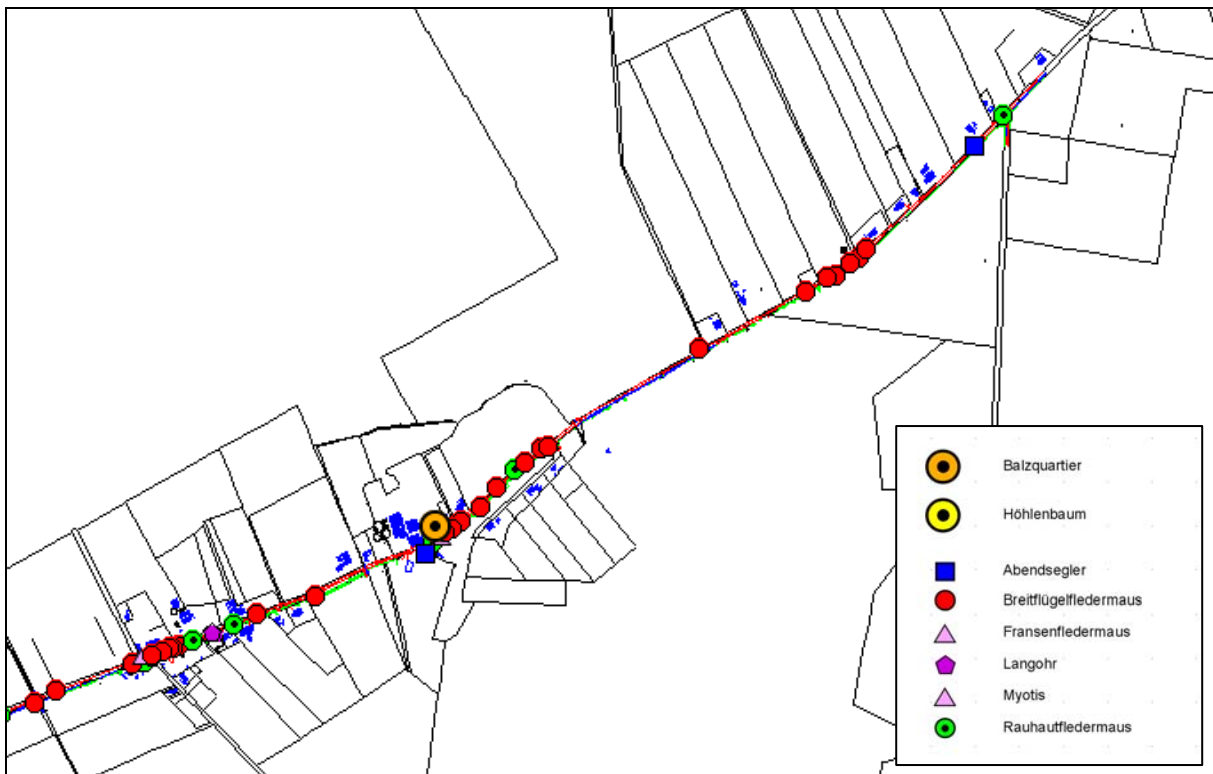 Balzquartier
Höhlenbaum
Abendsegler
Breitflügelfledermaus
Fransenfledermaus
Langohr
Myotis
Rauhautfledermaus